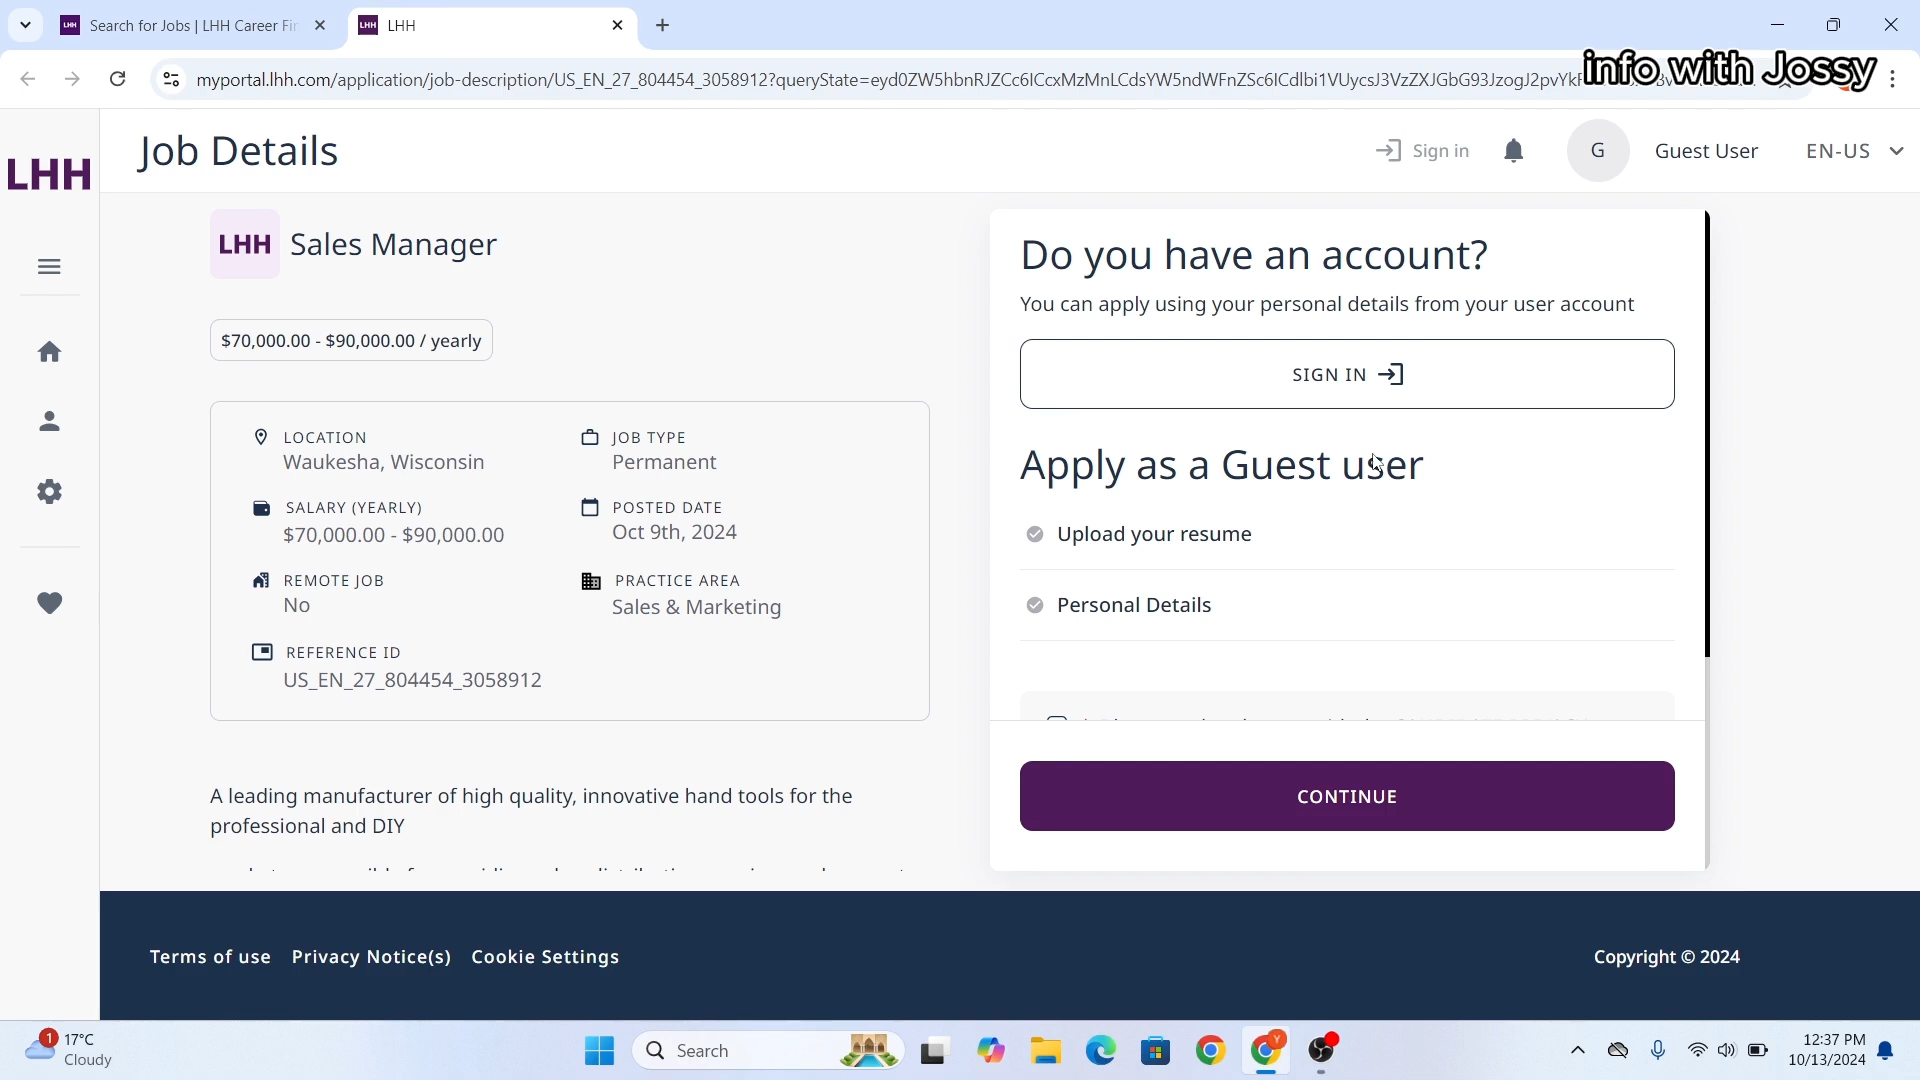 Search for Jobs | LHH Career Fir
LHH
info with Jossy
myportal.lhh.com/application/job-description/US_EN_27_804454_3058912?queryState=
LHH
Job Details
Sign in
G
Guest User
EN-US
LHH
Sales Manager
$70,000.00 - $90,000.00 / yearly
LOCATION
Waukesha, Wisconsin
JOB TYPE
Permanent
SALARY (YEARLY)
$70,000.00 - $90,000.00
POSTED DATE
Oct 9th, 2024
REMOTE JOB
No
PRACTICE AREA
Sales & Marketing
REFERENCE ID
US_EN_27_804454_3058912
A leading manufacturer of high quality, innovative hand tools for the
professional and DIY
Do you have an account?
You can apply using your personal details from your user account
SIGN IN
Apply as a Guest user
Upload your resume
Personal Details
CONTINUE
Terms of use
Privacy Notice(s)
Cookie Settings
Copyright © 2024
1
17°C
Cloudy
Search
12:37 PM
10/13/2024